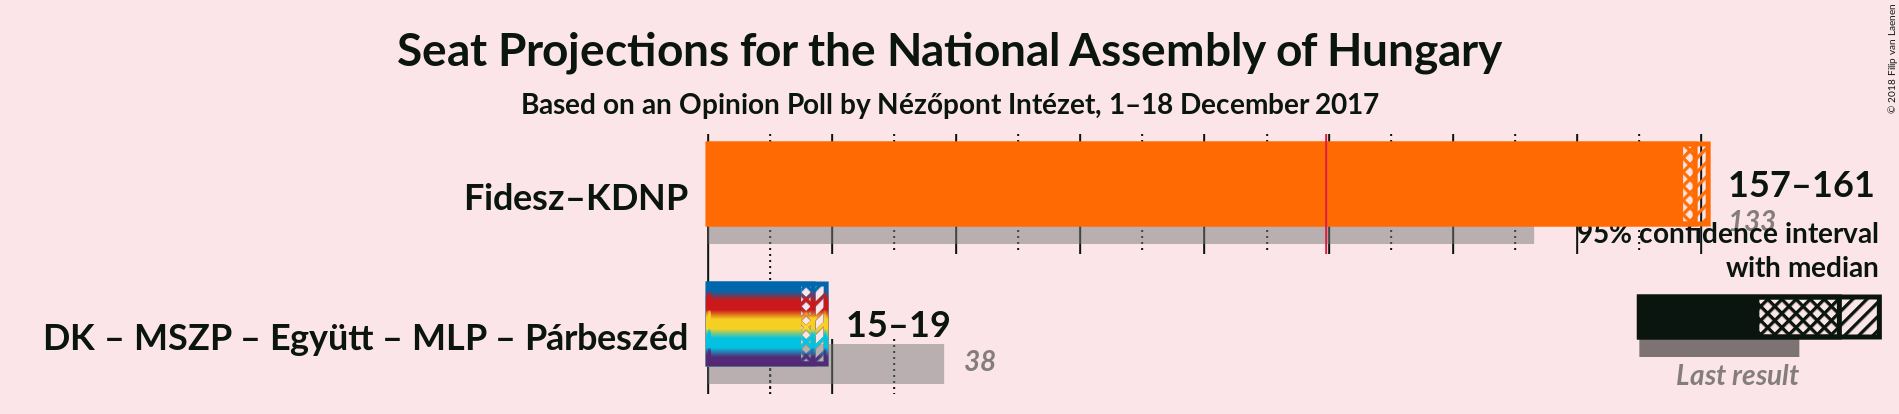 Seat Projections for the National Assembly of Hungary
Based on an Opinion Poll by Nézőpont Intézet, 1–18 December 2017
© 2018 Filip van Laenen
Fidesz–KDNP
157–161
133
95% confidence interval
with median
DK – MSZP – Együtt – MLP – Párbeszéd
15–19
38
Last result